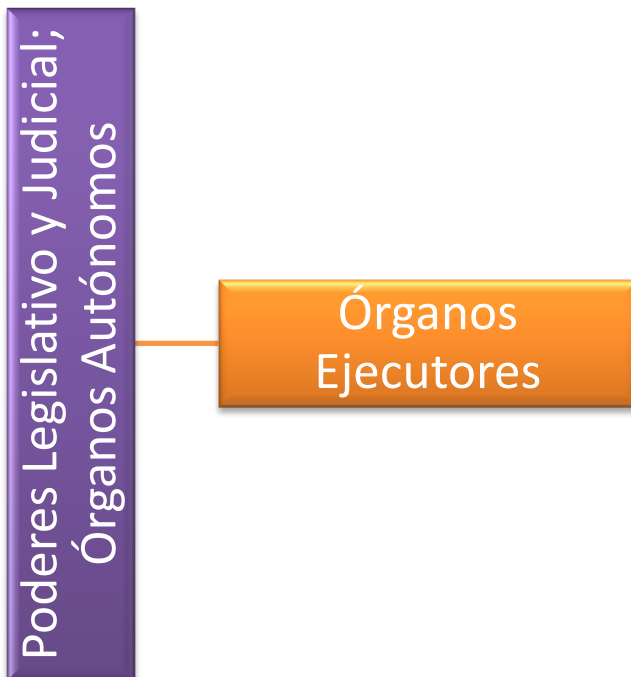 Poderes Legislativo y Judicial;
Órganos Autónomos
Órganos
Ejecutores